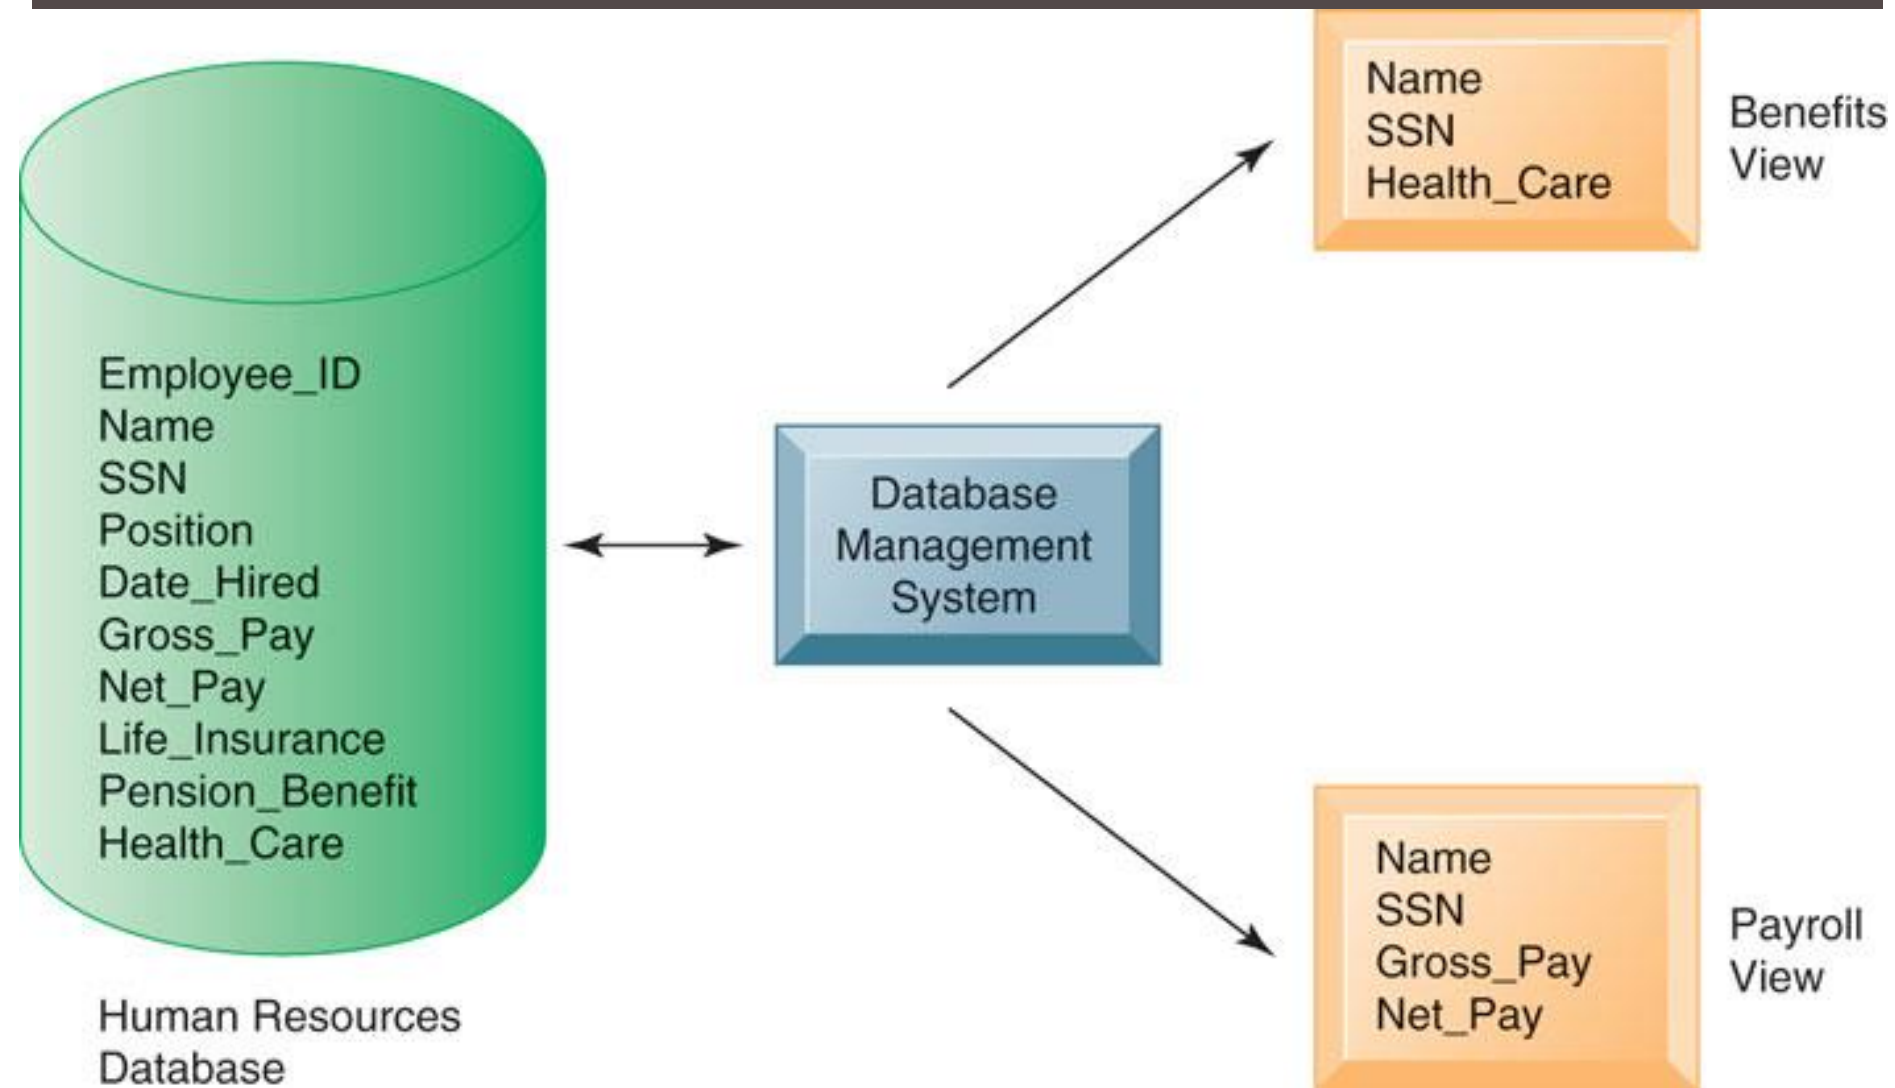 Employee_ID
Name
SSN
Position
Date_Hired
Gross_Pay
Net_Pay
Life_Insurance
Pension_Benefit
Health_Care
Human Resources
Database
Database
Management
System
Name
SSN
Health_Care
Benefits
View
Name
SSN
Gross_Pay
Net_Pay
Payroll
View